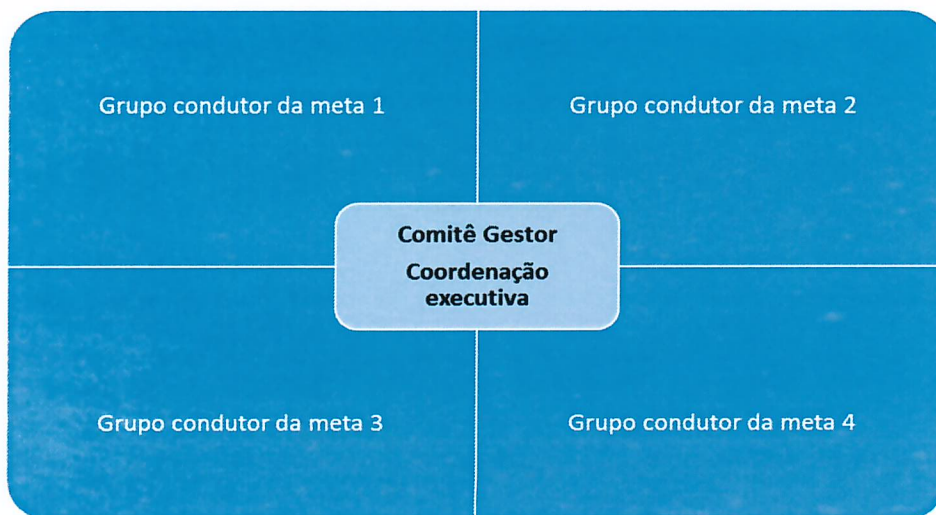 Grupo condutor da meta 1
Grupo condutor da meta 2
Comitê Gestor
Coordenação
executiva
Grupo condutor da meta 3
Grupo condutor da meta 4